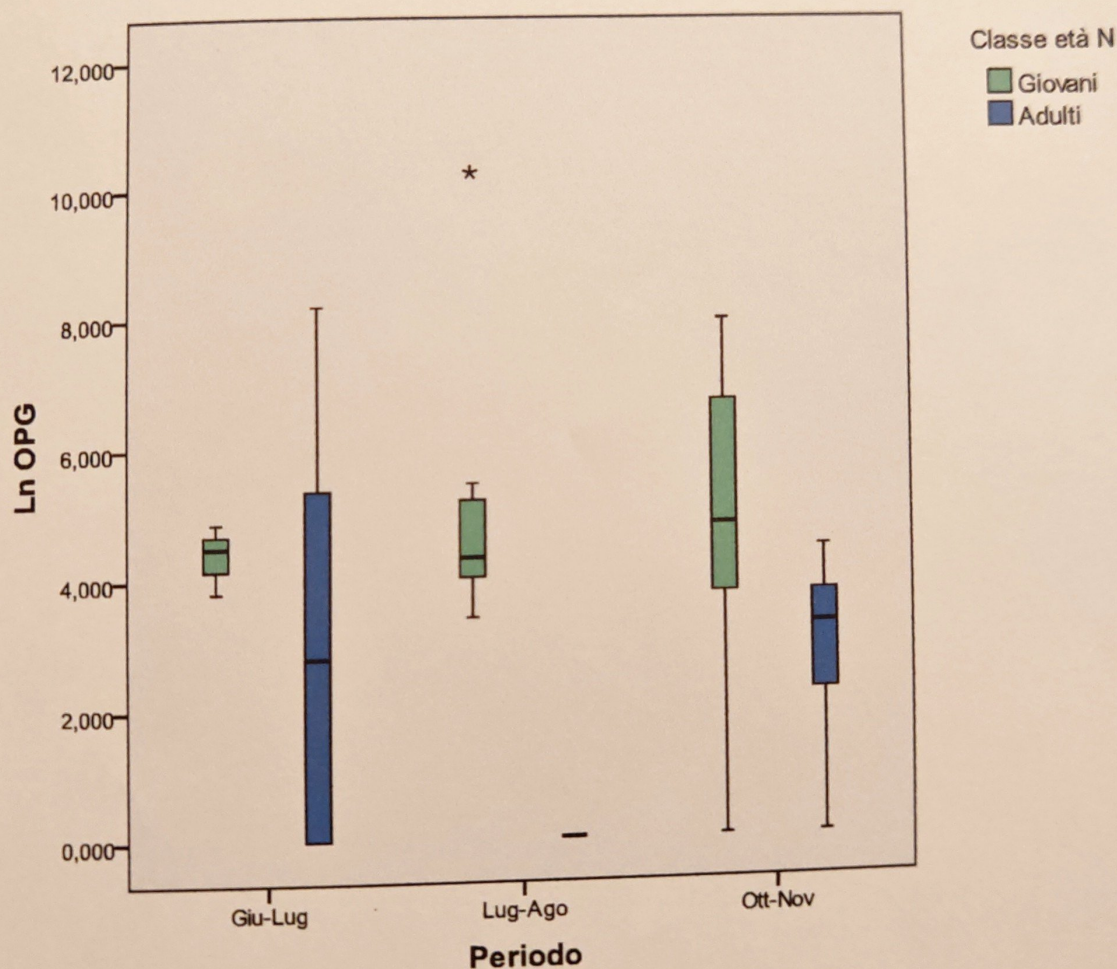 Classe età N
Giovani
Adulti
Ln OPG
12,000
10,000
8,000
6,000
4,000
2,000
0,000
*
Giu-Lug
Lug-Ago
Ott-Nov
Periodo